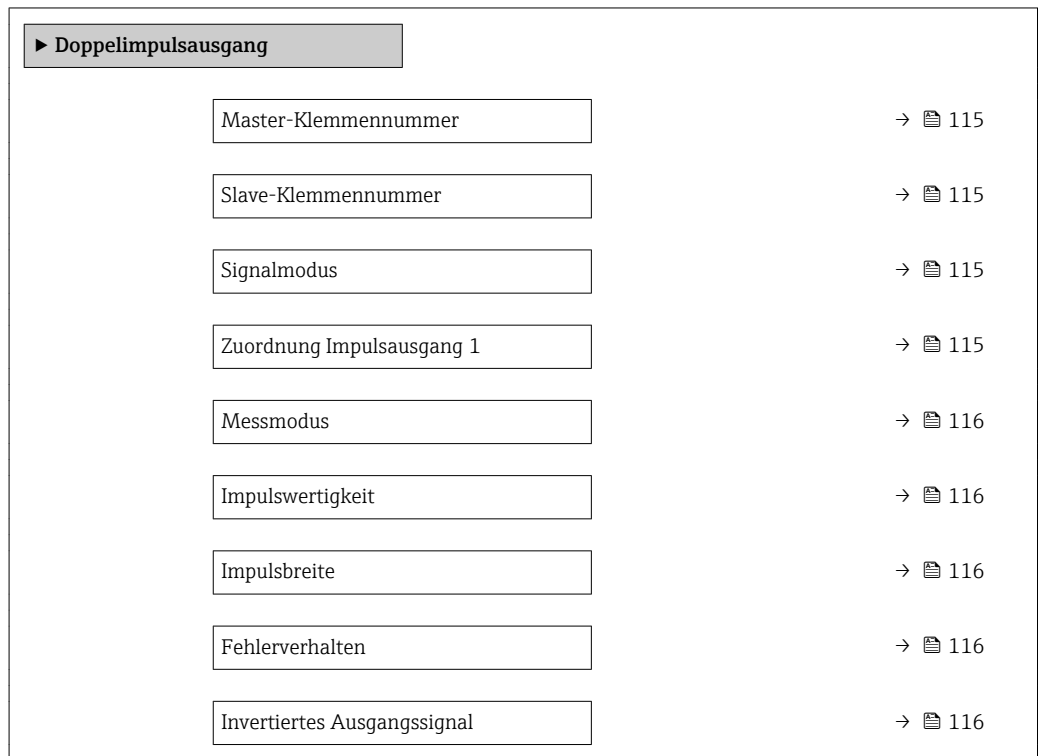 ▶ Doppelimpulsausgang
Master-Klemmennummer → 115
Slave-Klemmennummer → 115
Signalmodus → 115
Zuordnung Impulsausgang 1 → 115
Messmodus → 116
Impulswertigkeit → 116
Impulsbreite → 116
Fehlerverhalten → 116
Invertiertes Ausgangssignal → 116